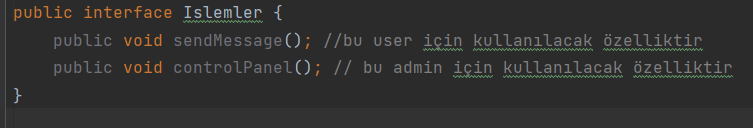 public interface Islemler {
    public void sendMessage(); //bu user için kullanılacak özelliktir
    public void controlPanel(); // bu admin için kullanılacak özelliktir
}